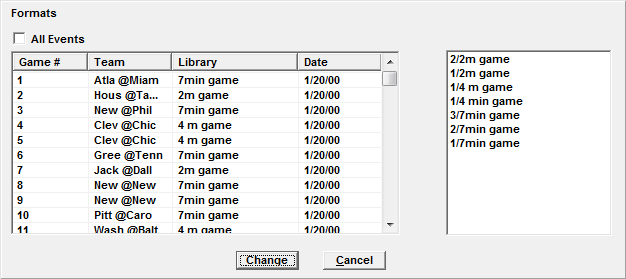 Formats
All Events
Game # Team Library Date
1 Atla @Miam 7min game 1/20/00
2 Hous @Ta... 2m game 1/20/00
3 New @Phil 7min game 1/20/00
4 Clev @Chic 4 m game 1/20/00
5 Clev @Chic 4 m game 1/20/00
6 Gree @Tenn 7min game 1/20/00
7 Jack @Dall 2m game 1/20/00
8 New @New 7min game 1/20/00
9 New @New 7min game 1/20/00
10 Pitt @Caro 7min game 1/20/00
11 Wash @Balt 4 m game 1/20/00
2/2m game
1/2m game
1/4 m game
1/4 min game
3/7min game
2/7min game
1/7min game
Change Cancel